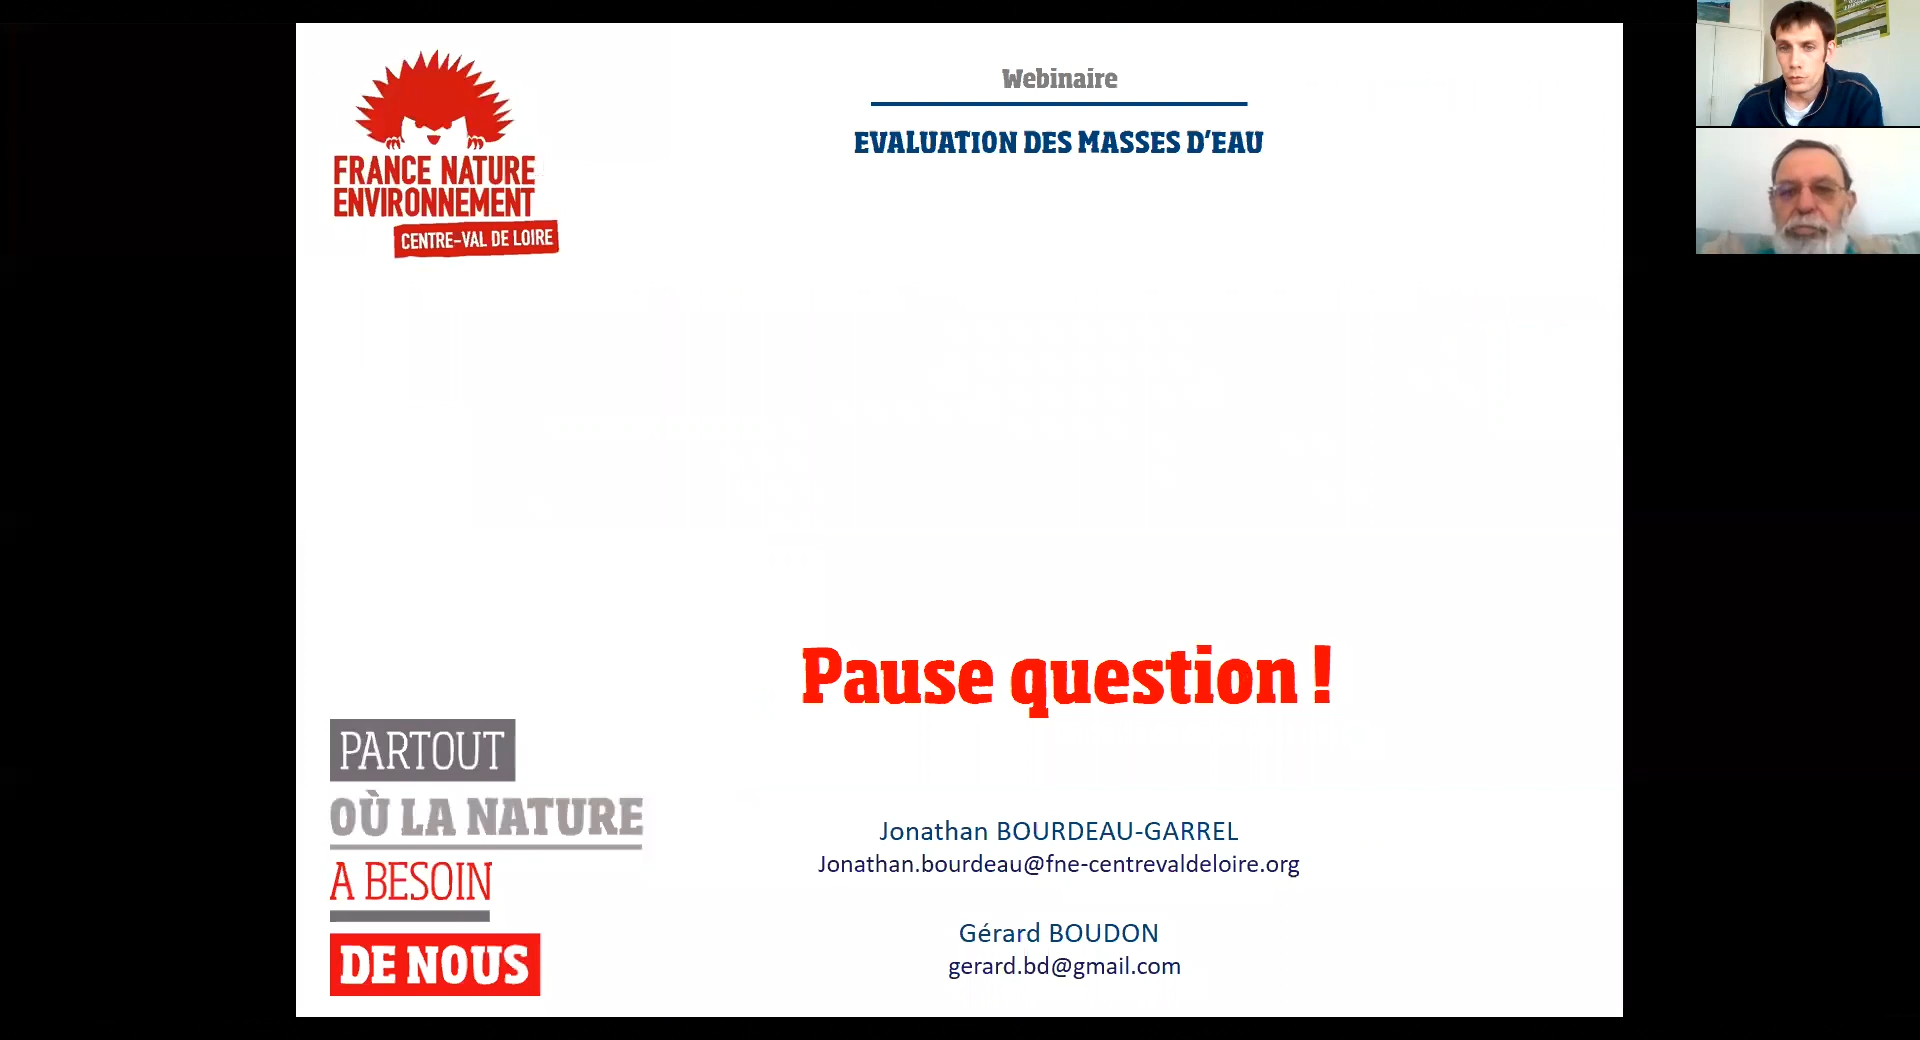 FRANCE NATURE
ENVIRONNEMENT
CENTRE-VAL DE LOIRE
Webinaire
EVALUATION DES MASSES D'EAU
Pause question !
PARTOUT
OÙ LA NATURE
A BESOIN
DE NOUS
Jonathan BOURDEAU-GARREL
Jonathan.bourdeau@fne-centrevaldeloire.org
Gérard BOUDON
gerard.bd@gmail.com